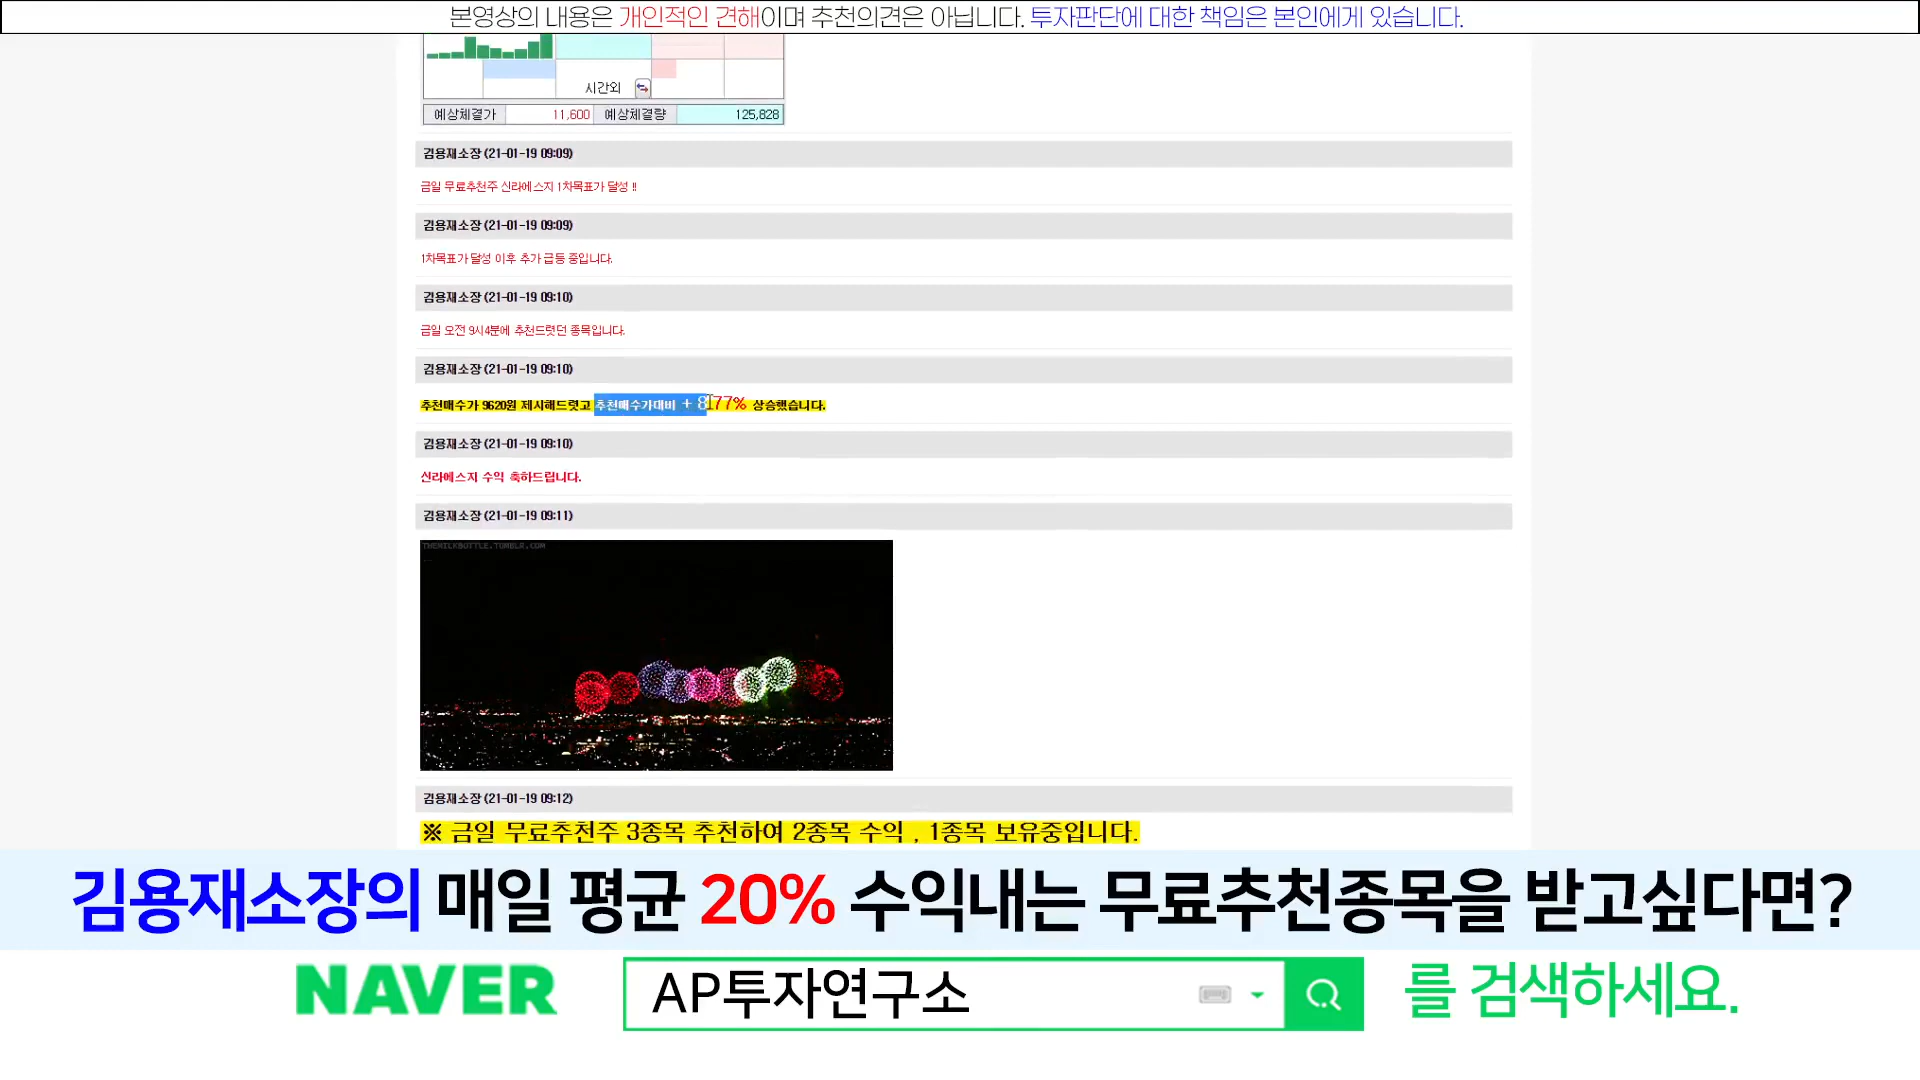 본영상의 내용은 개인적인 견해이며 추천의견은 아닙니다. 투자판단에 대한 책임은 본인에게 있습니다.
시간외
예상체결가 11,600 예상체결량 125,828
김용재소장 (21-01-19 09:09)
금일 무료추천주 신라에스지 1차목표가 달성 !!
김용재소장 (21-01-19 09:09)
1차목표가 달성 이후 추가 급등 중입니다.
김용재소장 (21-01-19 09:10)
금일 오전 9시4분에 추천드렷던 종목입니다.
김용재소장 (21-01-19 09:10)
추천매수가 9620원 제시해드렷고 추천매수가대비 + 8.77% 상승했습니다.
김용재소장 (21-01-19 09:10)
신라에스지 수익 축하드립니다.
김용재소장 (21-01-19 09:11)
THEMILKBOTTLE.TUMBLR.COM
김용재소장 (21-01-19 09:12)
※ 금일 무료추천주 3종목 추천하여 2종목 수익 , 1종목 보유중입니다.
김용재소장의 매일 평균 20% 수익내는 무료추천종목을 받고싶다면?
NAVER AP투자연구소 를 검색하세요.